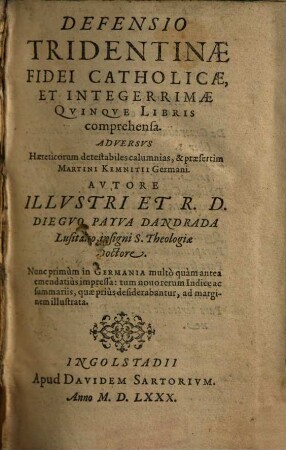 DEFENSIO
TRIDENTINÆ
FIDEI CATHOLICÆ,
ET INTEGERRIMÆ
QVINQVE LIBRIS
comprehensa.
ADVERSVS
Hæreticorum detestabiles calumnias, & præsertim
MARTINI KEMNITII Germani.
AVTORE
ILLVSTRI ET R. D.
DIEGVO PAYVA DANDRADA
Lusitano, insigni S. Theologiæ
Doctore.
Nunc primùm in GERMANIA multò quàm antea
emendatiùs impressa: tum nouo rerum Indice ac
summariis, quæ priùs desiderabantur, ad margi-
nem illustrata.
INGOLSTADII
Apud DAVIDEM SARTORIVM.
Anno M. D. LXXX.